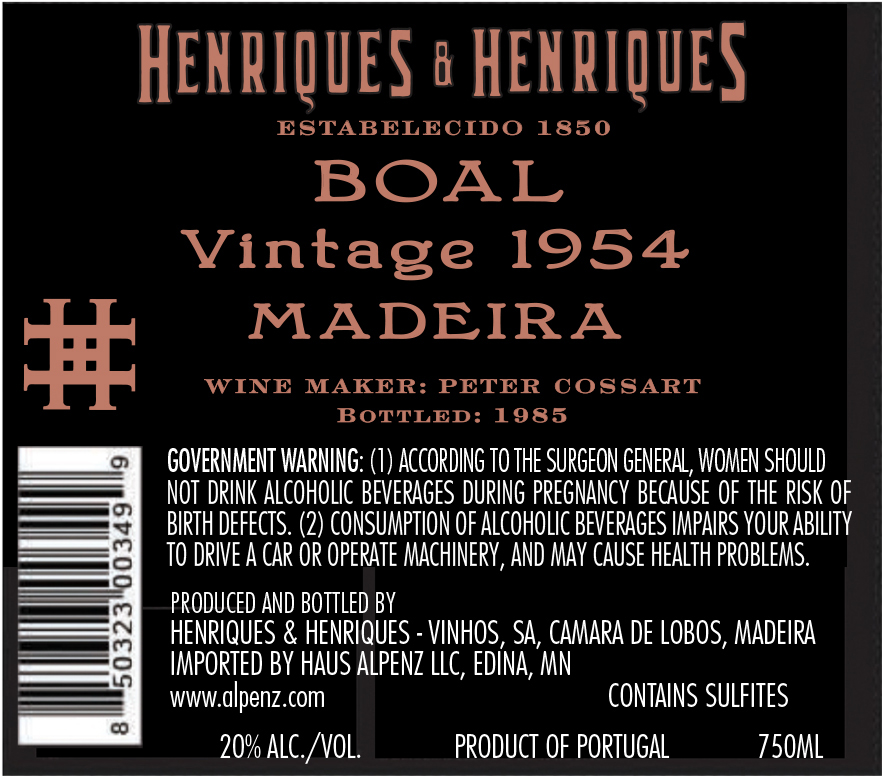 HENRIQUES & HENRIQUES
ESTABELECIDO 1850
BOAL
Vintage 1954
MADEIRA
WINE MAKER: PETER COSSART
BOTTLED: 1985
GOVERNMENT WARNING: (1) ACCORDING TO THE SURGEON GENERAL, WOMEN SHOULD
NOT DRINK ALCOHOLIC BEVERAGES DURING PREGNANCY BECAUSE OF THE RISK OF
BIRTH DEFECTS. (2) CONSUMPTION OF ALCOHOLIC BEVERAGES IMPAIRS YOUR ABILITY
TO DRIVE A CAR OR OPERATE MACHINERY, AND MAY CAUSE HEALTH PROBLEMS.
8 50323 00349 9
PRODUCED AND BOTTLED BY
HENRIQUES & HENRIQUES - VINHOS, SA, CAMARA DE LOBOS, MADEIRA
IMPORTED BY HAUS ALPENZ LLC, EDINA, MN
www.alpenz.com CONTAINS SULFITES
20% ALC./VOL. PRODUCT OF PORTUGAL 750ML